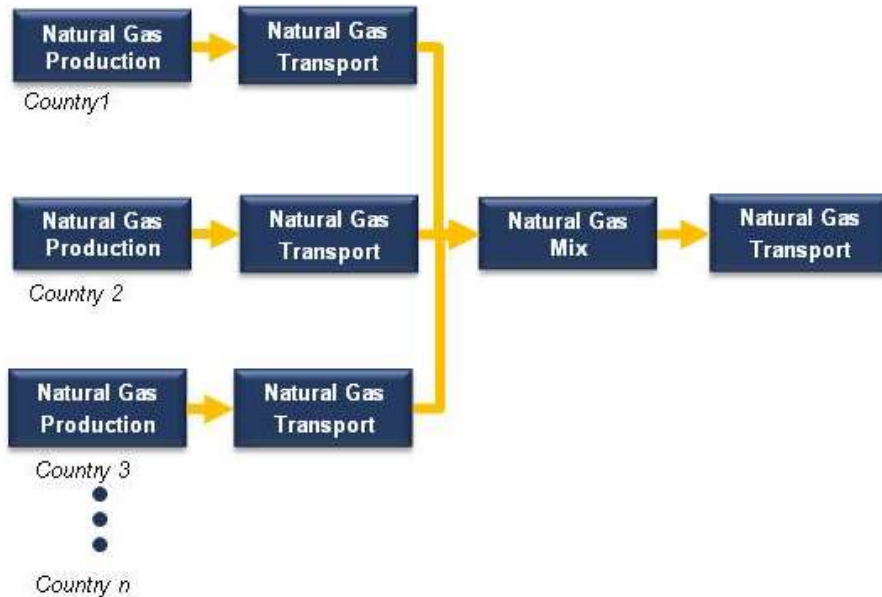 Natural Gas
Production
Natural Gas
Transport
Country1
Natural Gas
Production
Natural Gas
Transport
Natural Gas
Mix
Natural Gas
Transport
Country 2
Natural Gas
Production
Natural Gas
Transport
Country 3
Country n